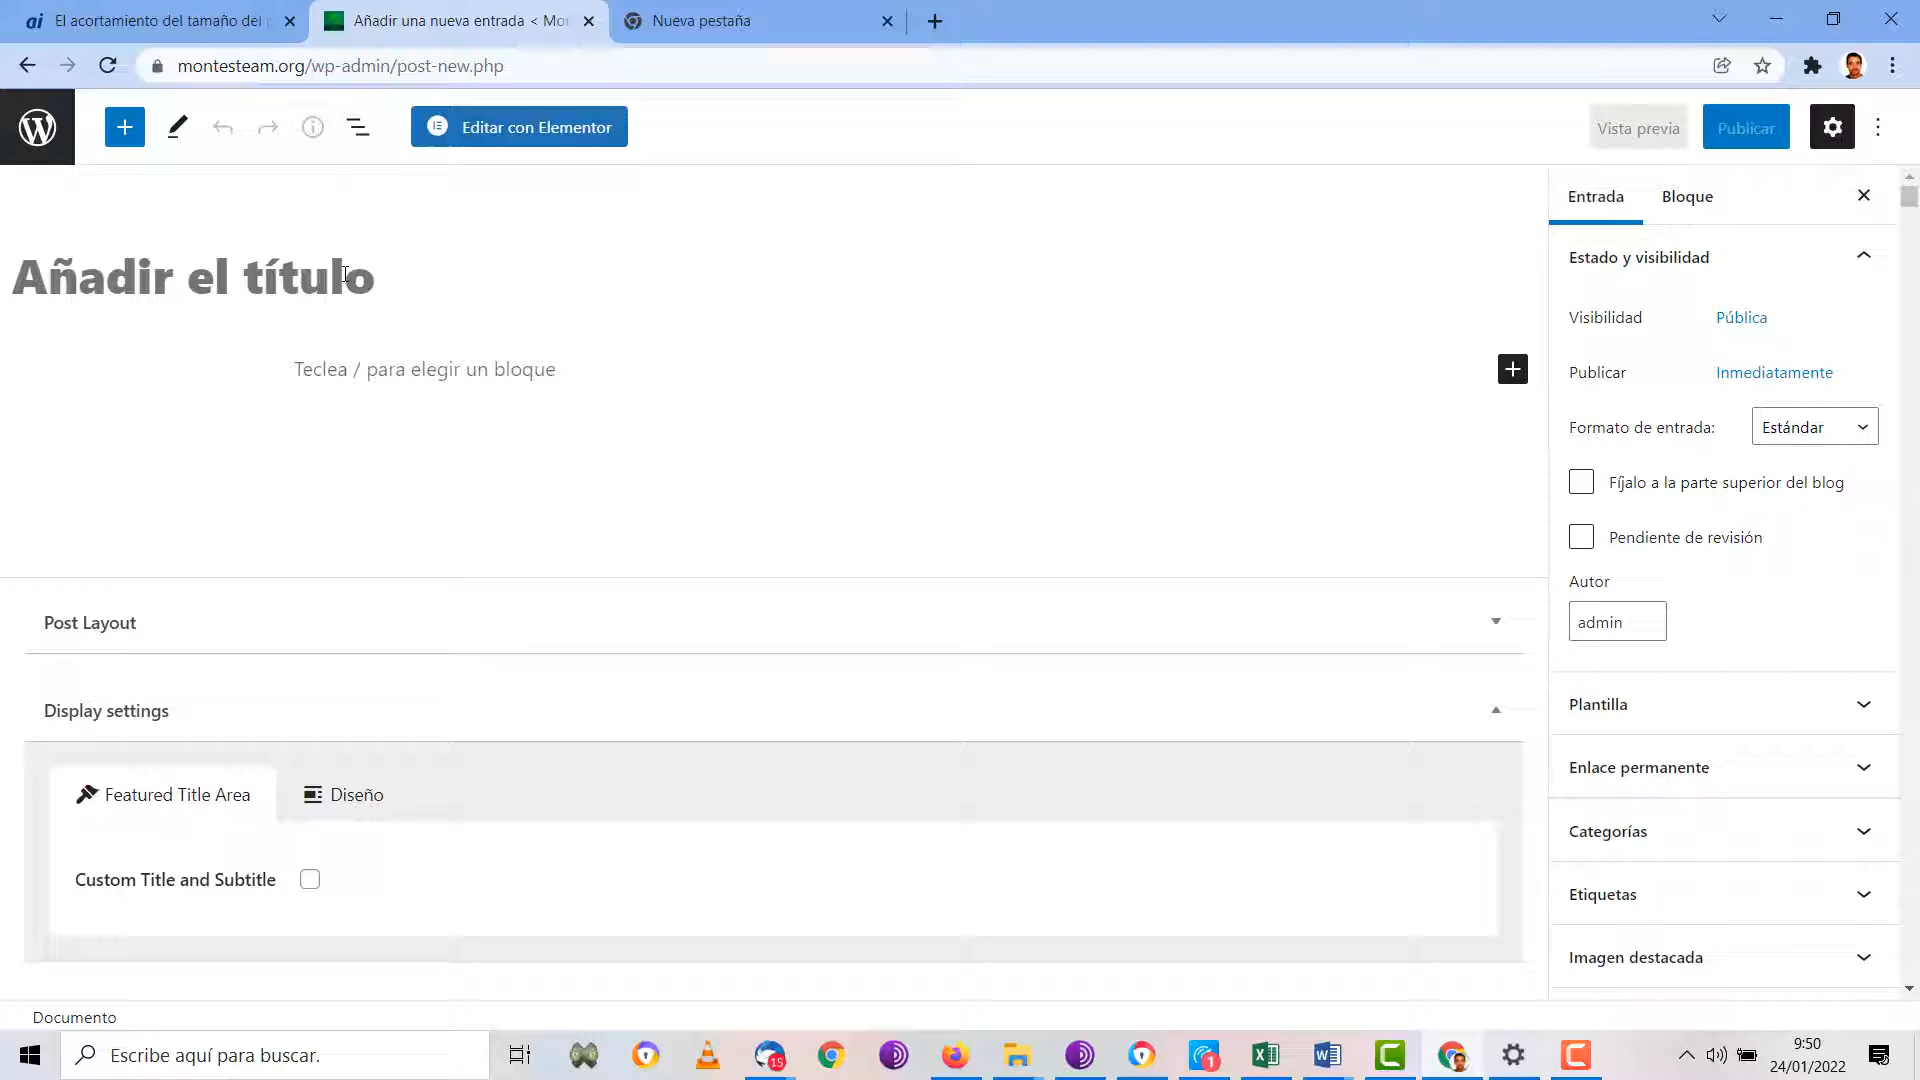 El acortamiento del tamaño del
Añadir una nueva entrada < Mor
Nueva pestaña
montesteam.org/wp-admin/post-new.php
Editar con Elementor
Vista previa
Publicar
Entrada
Bloque
Añadir el título
Estado y visibilidad
Visibilidad
Pública
Teclea / para elegir un bloque
Publicar
Inmediatamente
Formato de entrada:
Estándar
Fíjalo a la parte superior del blog
Pendiente de revisión
Autor
admin
Post Layout
Plantilla
Display settings
Enlace permanente
Featured Title Area
Diseño
Categorías
Custom Title and Subtitle
Etiquetas
Imagen destacada
Documento
Escribe aquí para buscar.
15
1
9:50
24/01/2022